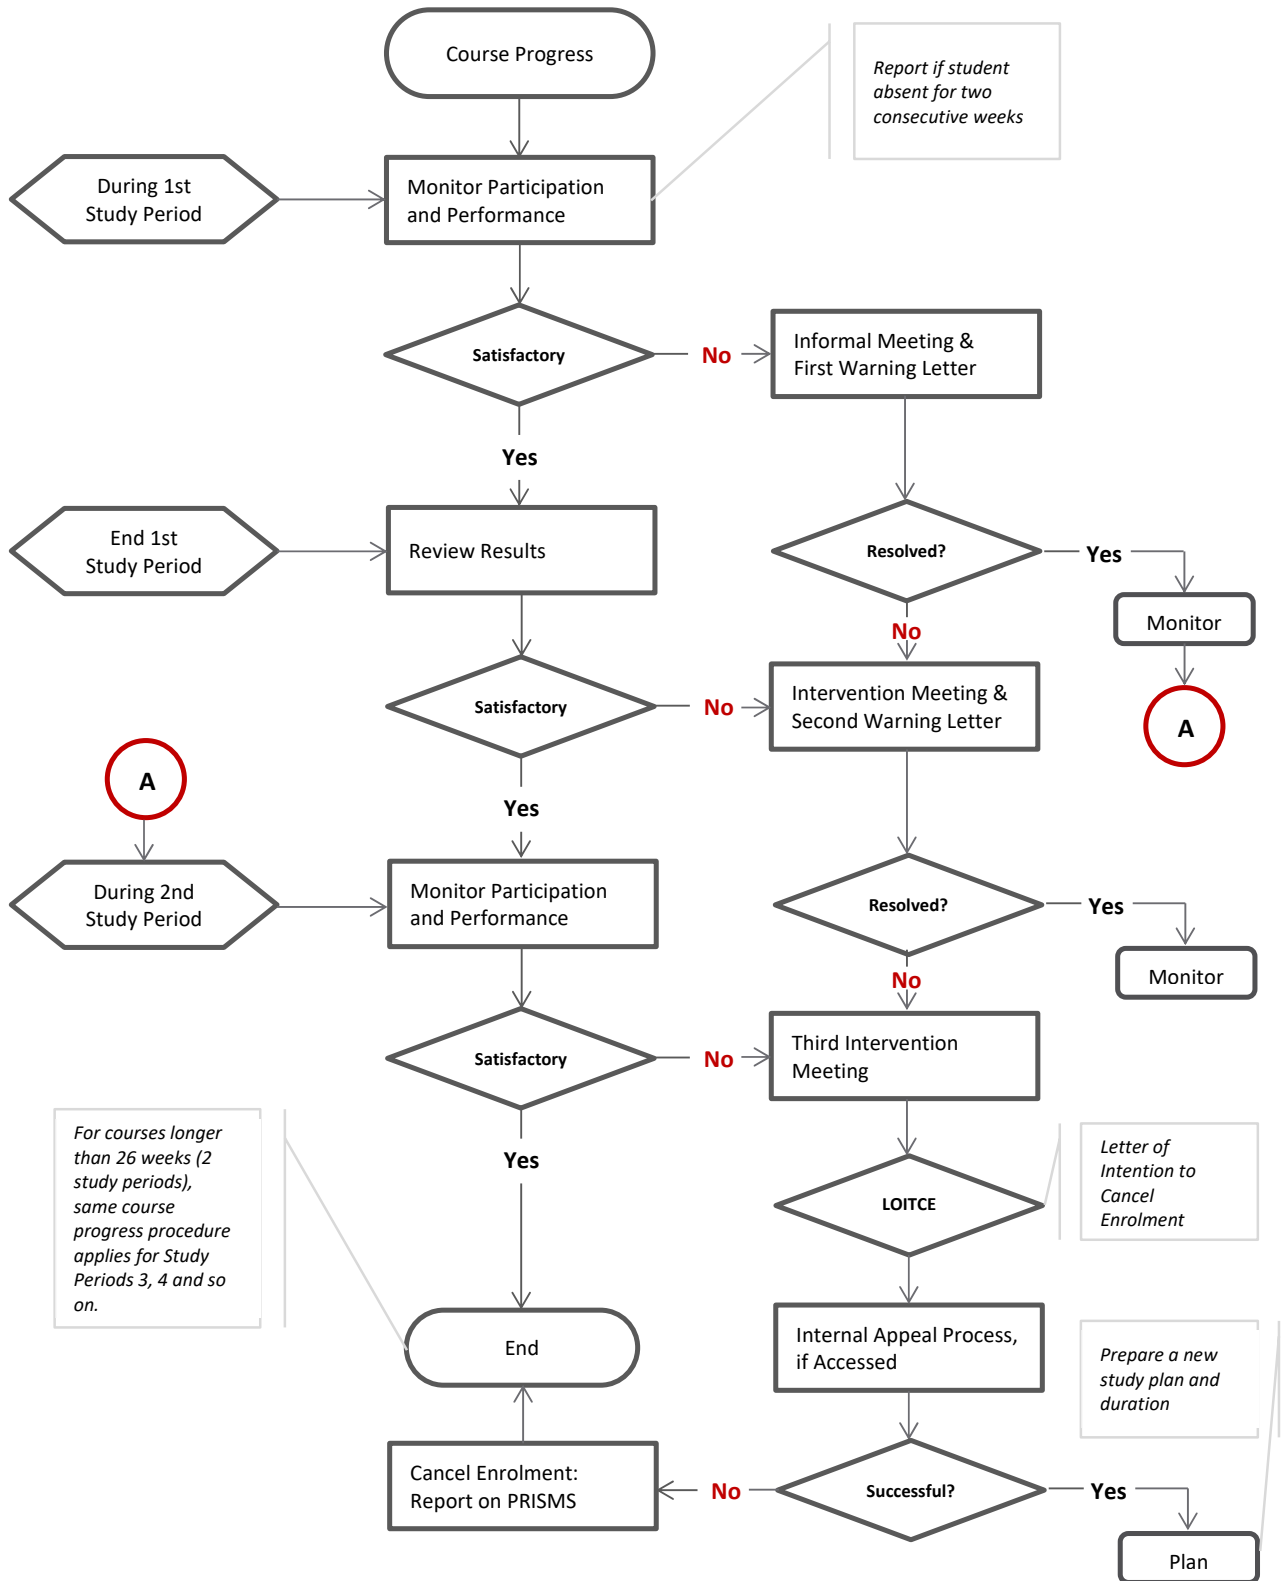 Course Progress
Report if student
absent for two
consecutive weeks
During 1st
Study Period
Monitor Participation
and Performance
Satisfactory
No
Informal Meeting &
First Warning Letter
Yes
End 1st
Study Period
Review Results
Resolved?
Yes
Monitor
No
Satisfactory
No
Intervention Meeting &
Second Warning Letter
A
A
Yes
During 2nd
Study Period
Monitor Participation
and Performance
Resolved?
Yes
Monitor
No
Satisfactory
No
Third Intervention
Meeting
For courses longer
than 26 weeks (2
study periods),
same course
progress procedure
applies for Study
Periods 3, 4 and so
on.
Yes
LOITCE
Letter of
Intention to
Cancel
Enrolment
End
Internal Appeal Process,
if Accessed
Prepare a new
study plan and
duration
Cancel Enrolment:
Report on PRISMS
No
Successful?
Yes
Plan